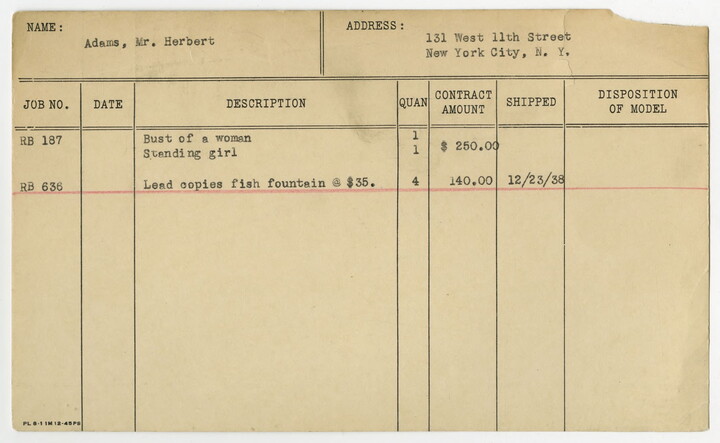 NAME: ADDRESS:
Adams, Mr. Herbert 131 West 11th Street
New York City, N. Y.
JOB NO. DATE DESCRIPTION QUAN CONTRACT AMOUNT SHIPPED DISPOSITION OF MODEL
RB 187 Bust of a woman 1
Standing girl 1 $ 250.00
RB 636 Lead copies fish fountain @ $35. 4 140.00 12/23/38